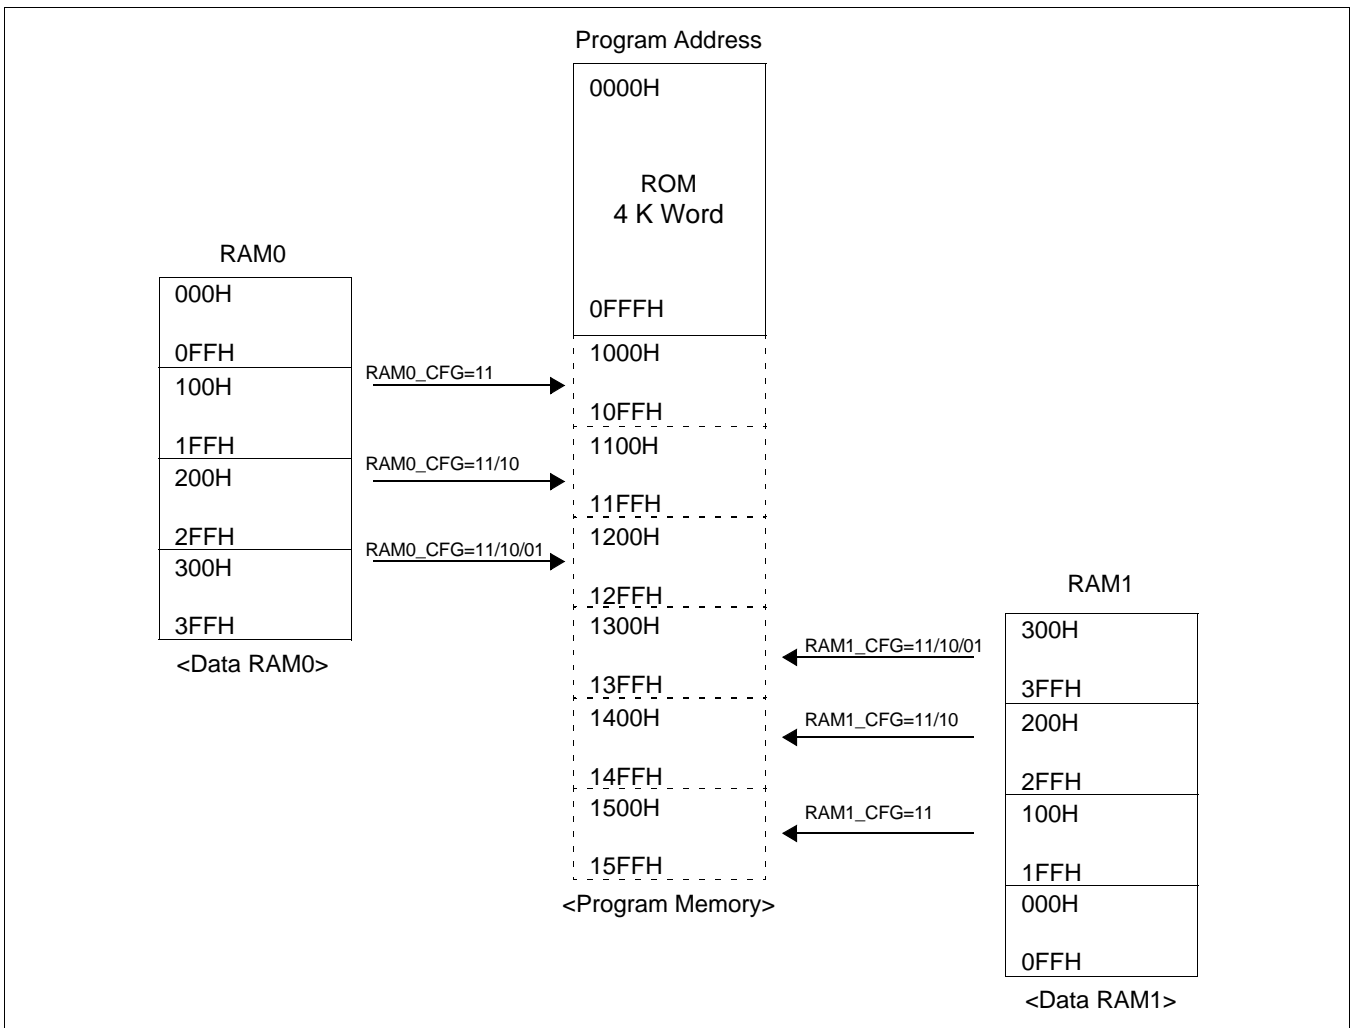 Program Address
0000H
ROM
4 K Word
0FFFH
1000H
10FFH
1100H
11FFH
1200H
12FFH
1300H
13FFH
1400H
14FFH
1500H
15FFH
<Program Memory>
RAM0
000H
0FFH
100H
1FFH
200H
2FFH
300H
3FFH
<Data RAM0>
RAM0_CFG=11
RAM0_CFG=11/10
RAM0_CFG=11/10/01
RAM1
300H
3FFH
200H
2FFH
100H
1FFH
000H
0FFH
<Data RAM1>
RAM1_CFG=11/10/01
RAM1_CFG=11/10
RAM1_CFG=11